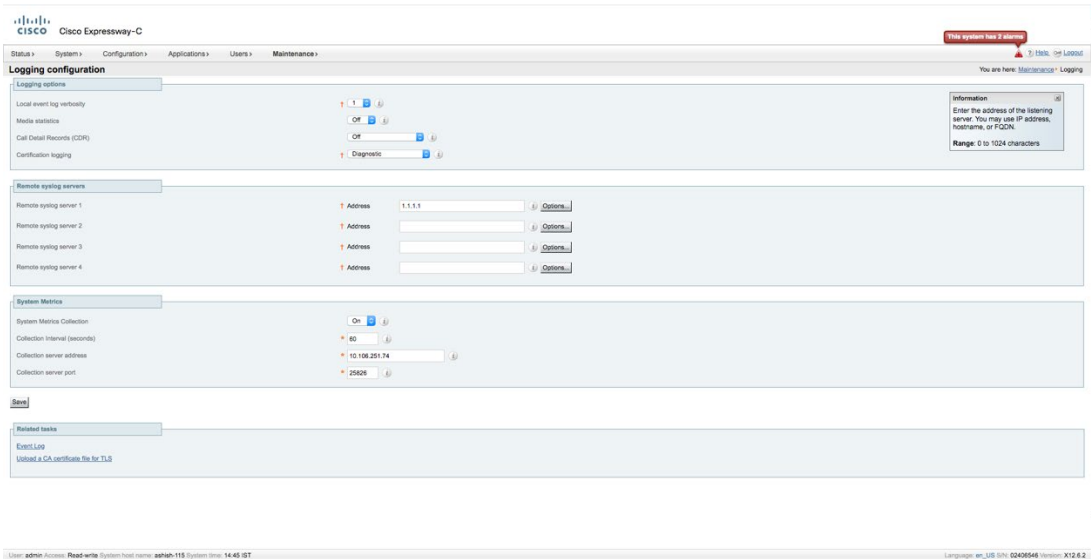 CISCO Cisco Expressway-C
This system has 2 alarms
Status › System › Configuration › Applications › Users › Maintenance › Help Logout
Logging configuration You are here: Maintenance › Logging
Logging options
Local event log verbosity † 1
Media statistics Off
Call Detail Records (CDR) Off
Certification logging † Diagnostic
Information
Enter the address of the listening
server. You may use IP address,
hostname, or FQDN.
Range: 0 to 1024 characters
Remote syslog servers
Remote syslog server 1 † Address 1.1.1.1 Options...
Remote syslog server 2 † Address Options...
Remote syslog server 3 † Address Options...
Remote syslog server 4 † Address Options...
System Metrics
System Metrics Collection On
Collection Interval (seconds) * 60
Collection server address * 10.106.251.74
Collection server port * 25826
Save
Related tasks
Event Log
Upload a CA certificate file for TLS
User: admin Access: Read-write System host name: ashish-115 System time: 14:45 IST Language: en_US S/N: 02406546 Version: X12.6.2